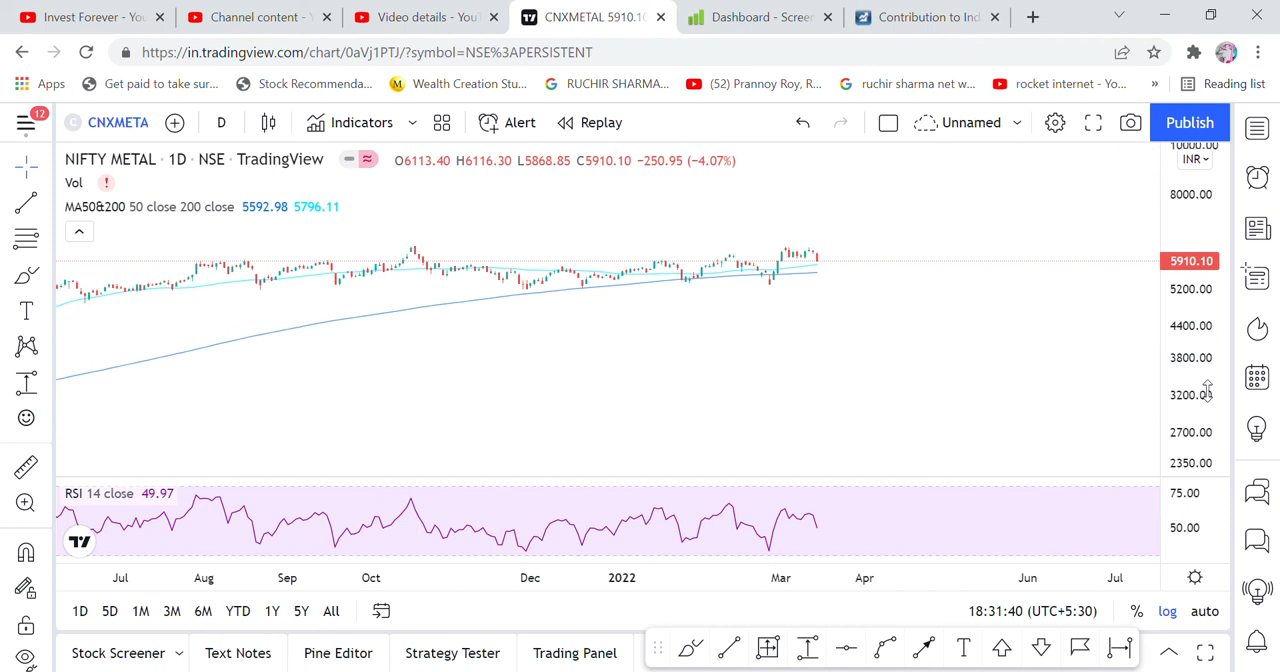 Invest Forever - You
Channel content -
Video details - YouT
CNXMETAL 5910.10
Dashboard - Screen
Contribution to Ind
https://in.tradingview.com/chart/0aVj1PTJ/?symbol=NSE%3APERSISTENT
Apps
Get paid to take sur...
Stock Recommenda...
M
Wealth Creation Stu...
G
RUCHIR SHARMA...
(52) Prannoy Roy, R...
G
ruchir sharma net w...
rocket internet - Yo...
»
Reading list
12
C
CNXMETA
D
Indicators
Alert
Replay
Unnamed
Publish
NIFTY METAL · 1D · NSE · TradingView
O6113.40 H6116.30 L5868.85 C5910.10 −250.95 (−4.07%)
Vol
!
MA50&200 50 close 200 close 5592.98 5796.11
10000.00
INR
8000.00
5910.10
5200.00
4400.00
3800.00
3200.00
2700.00
2350.00
RSI 14 close 49.97
75.00
50.00
Jul
Aug
Sep
Oct
Dec
2022
Mar
Apr
Jun
Jul
1D
5D
1M
3M
6M
YTD
1Y
5Y
All
18:31:40 (UTC+5:30)
%
log
auto
Stock Screener
Text Notes
Pine Editor
Strategy Tester
Trading Panel